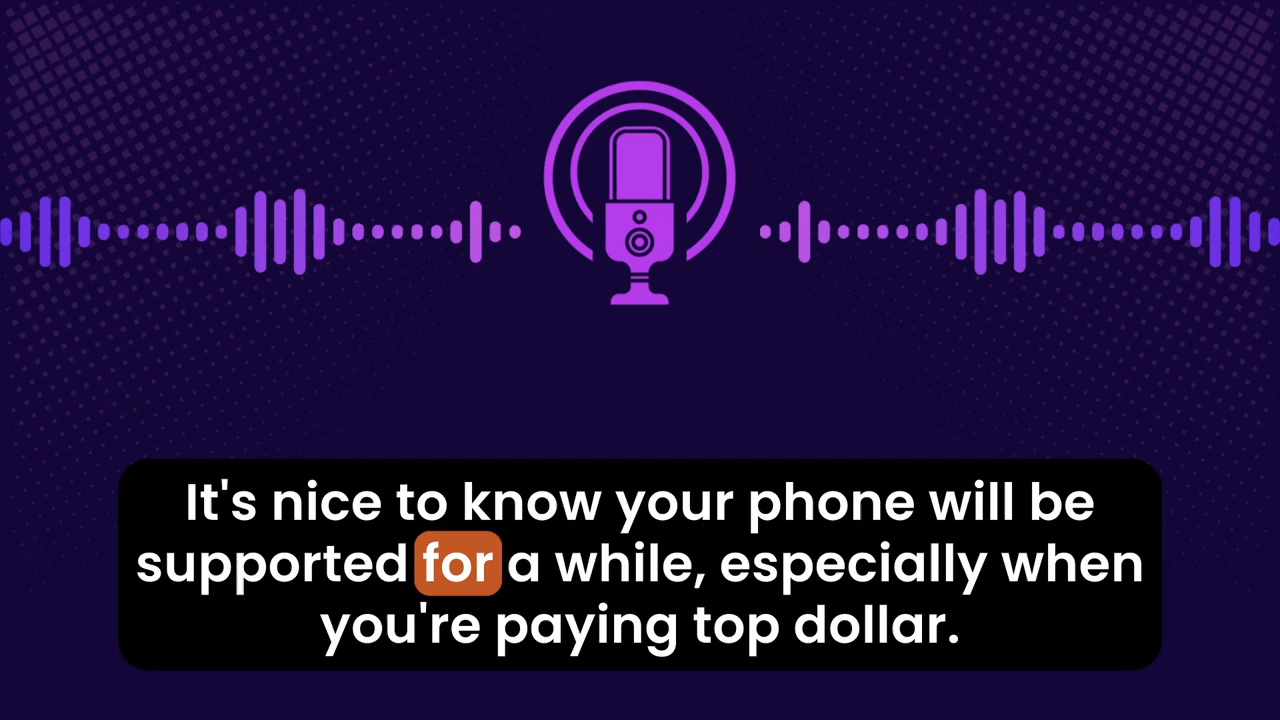 It's nice to know your phone will be
supported for a while, especially when
you're paying top dollar.